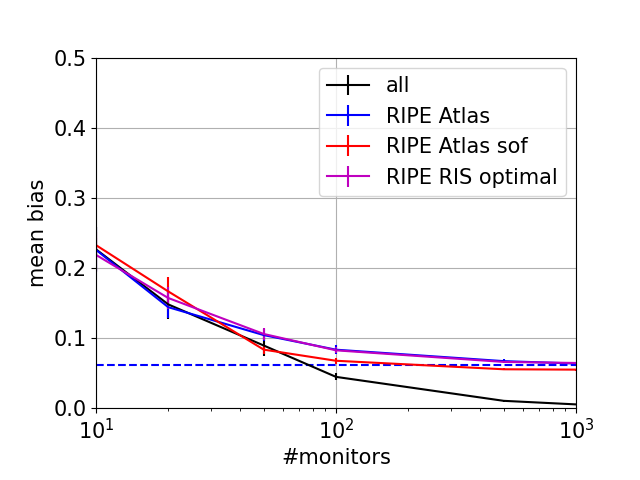 0.5
0.4
0.3
0.2
0.1
0.0
mean bias
all
RIPE Atlas
RIPE Atlas sof
RIPE RIS optimal
10¹ 10² 10³
#monitors